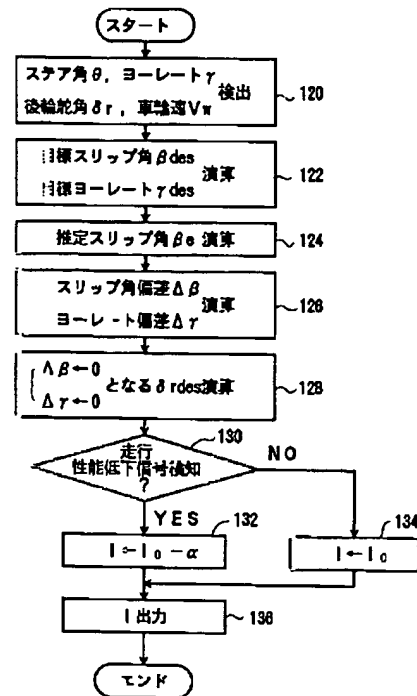 スタート
ステア角θ, ヨーレートγ
後輪舵角δr, 車輪速Vw
検出
120
目標スリップ角βdes
目標ヨーレートγdes
演算
122
推定スリップ角βe 演算
124
スリップ角偏差Δβ
ヨーレート偏差Δγ
演算
126
Δβ←0
Δγ←0
となるδrdes演算
128
走行
性能低下信号検知
?
130
NO
YES
132
I←I₀−α
134
I←I₀
I 出力
136
エンド